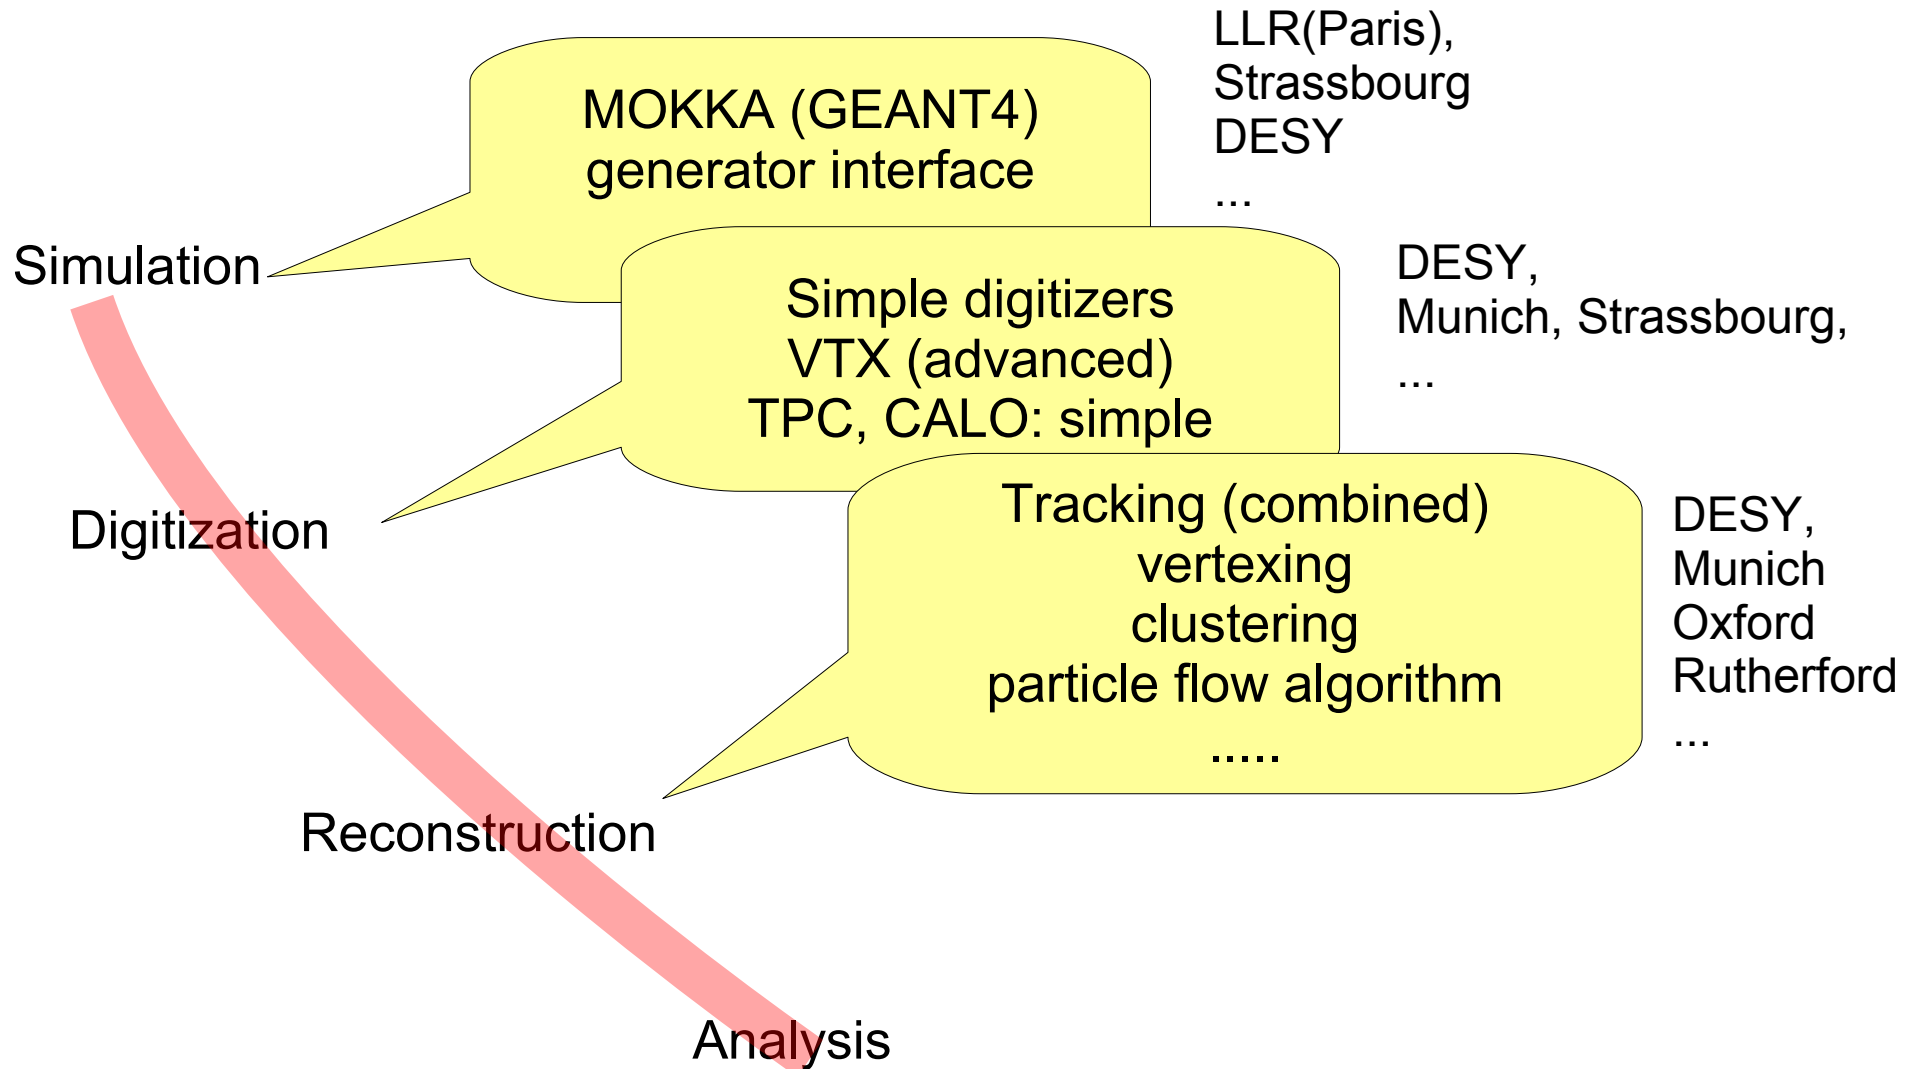 LLR(Paris),
Strassbourg
DESY
...
MOKKA (GEANT4)
generator interface
Simulation
DESY,
Munich, Strassbourg,
...
Simple digitizers
VTX (advanced)
TPC, CALO: simple
Digitization
Tracking (combined)
vertexing
clustering
particle flow algorithm
.....
DESY,
Munich
Oxford
Rutherford
...
Reconstruction
Analysis